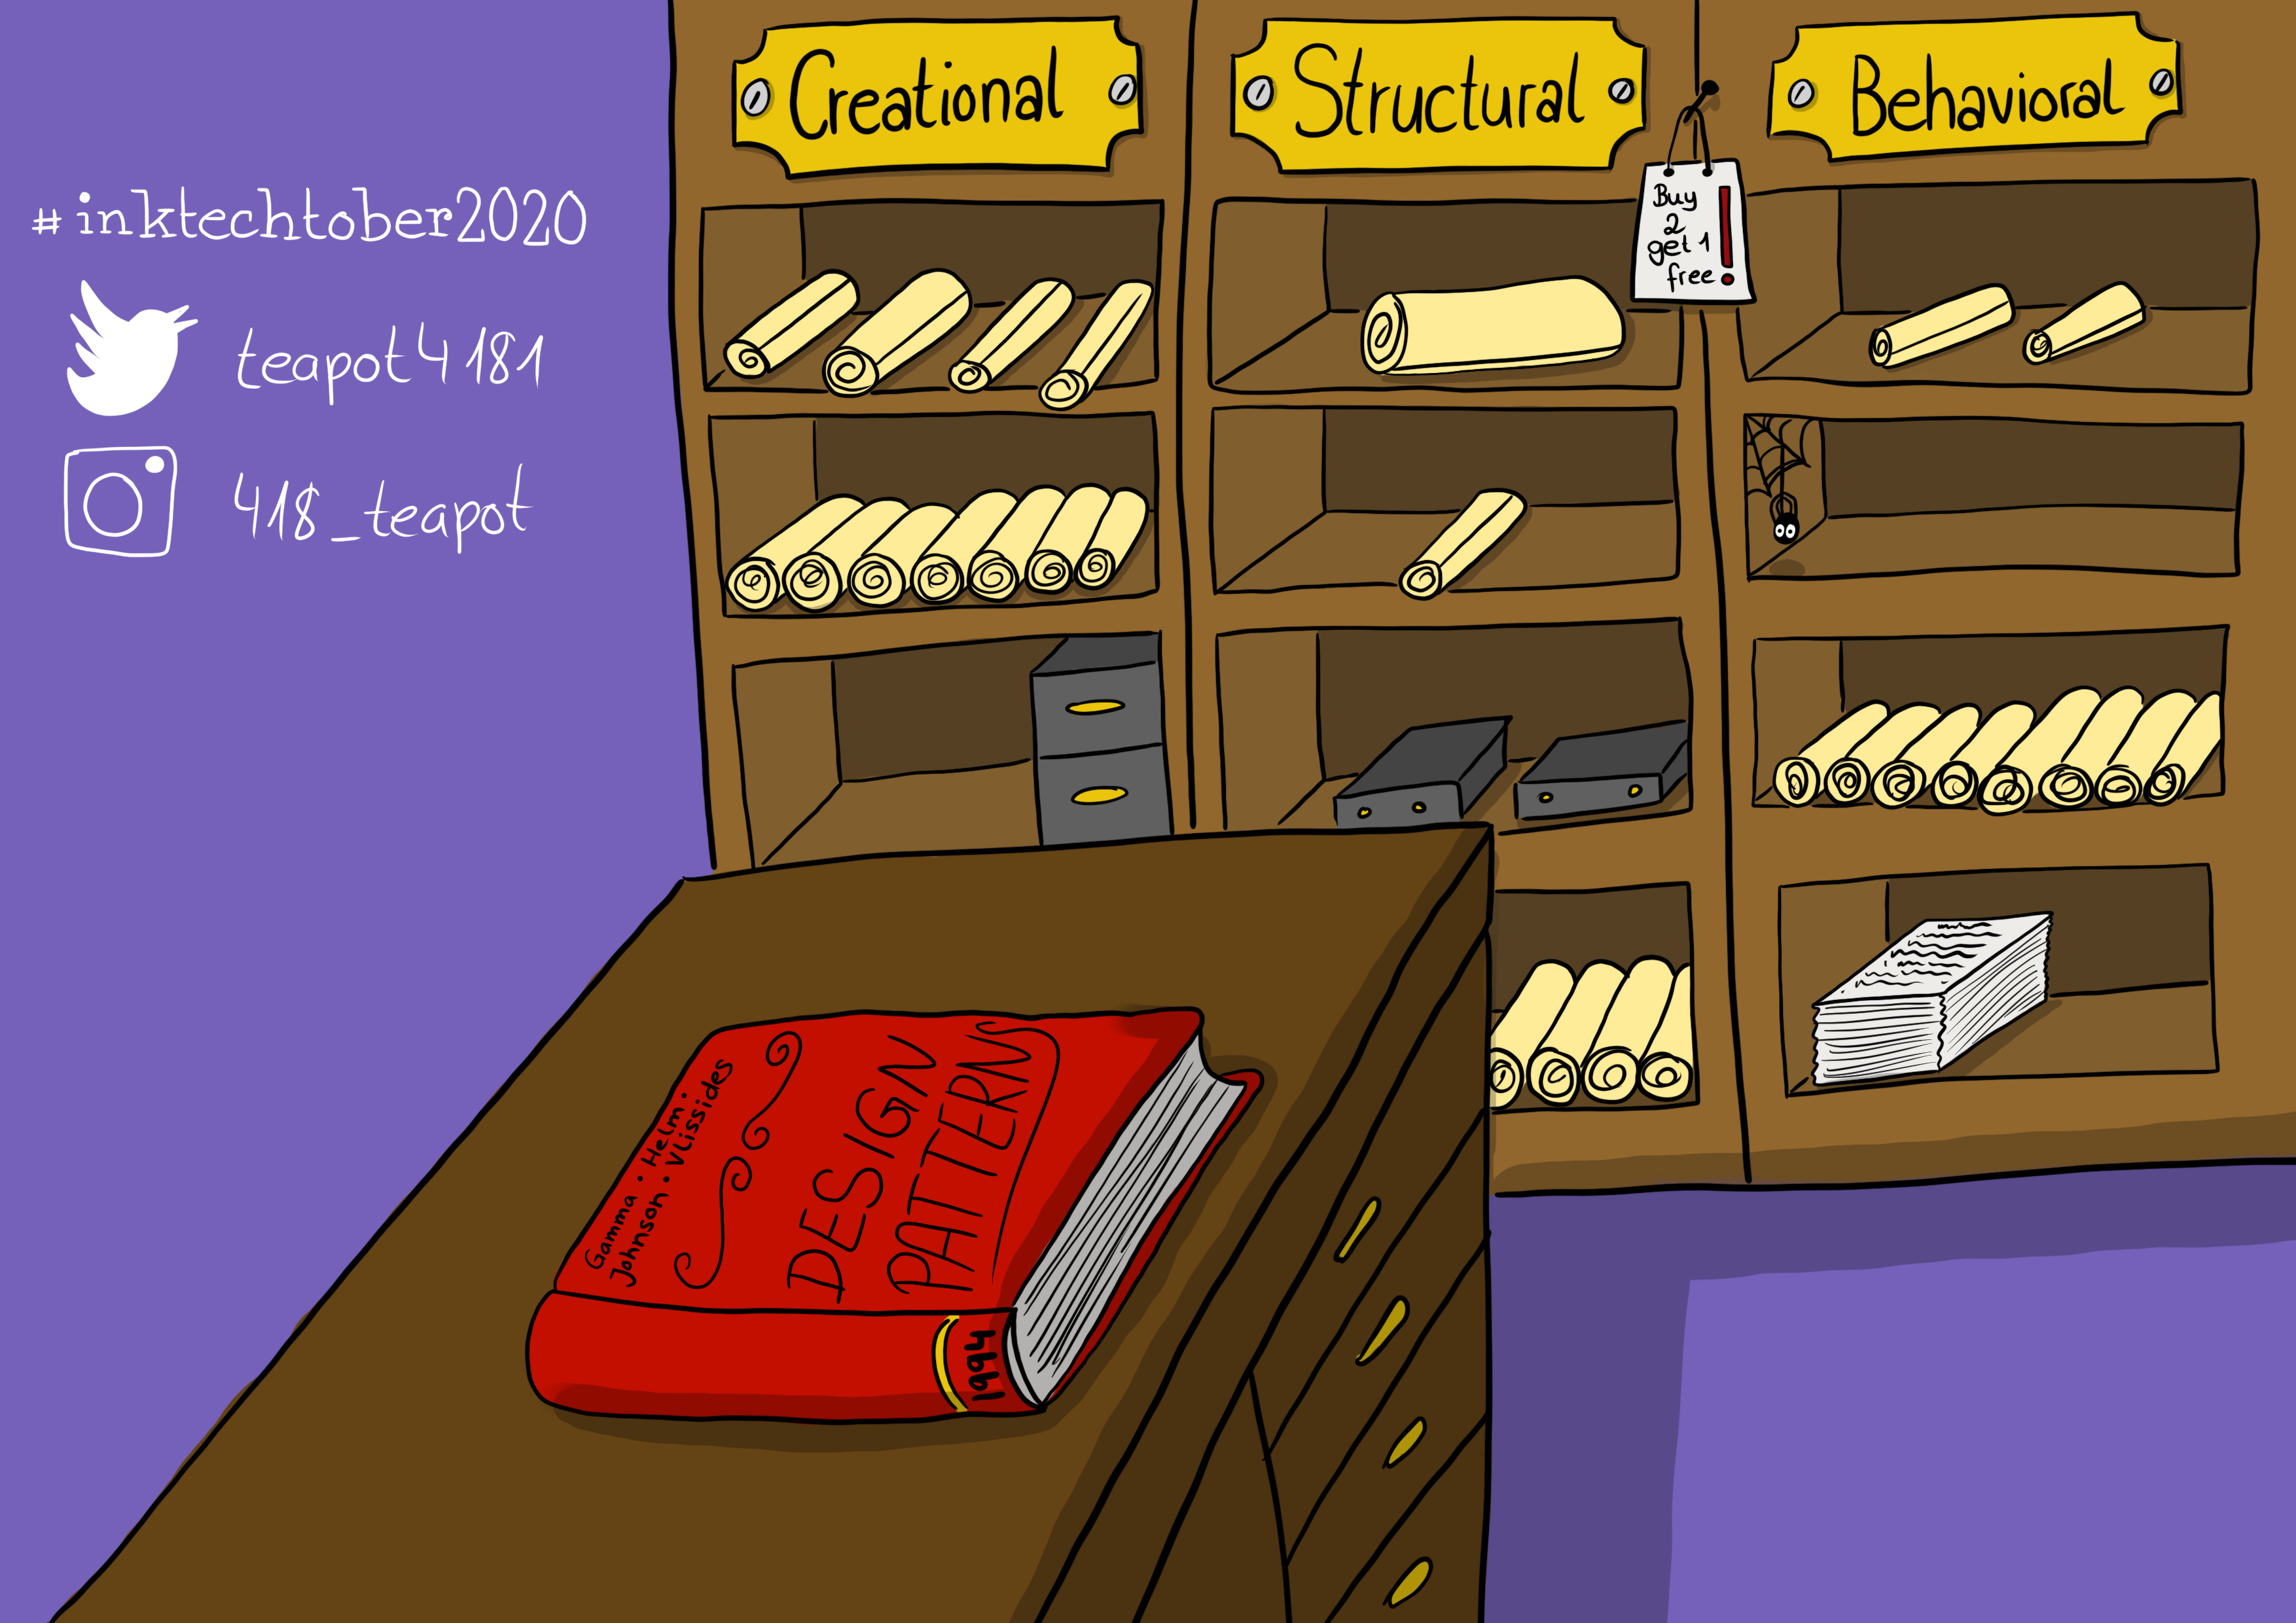 #inktechtober2020
teapot4181
418_teapot
Creational
Structural
Behavioral
Buy
2
get 1
free!
Gamma · Helm ·
Johnson · Vlissides
DESIGN
PATTERNS
1994